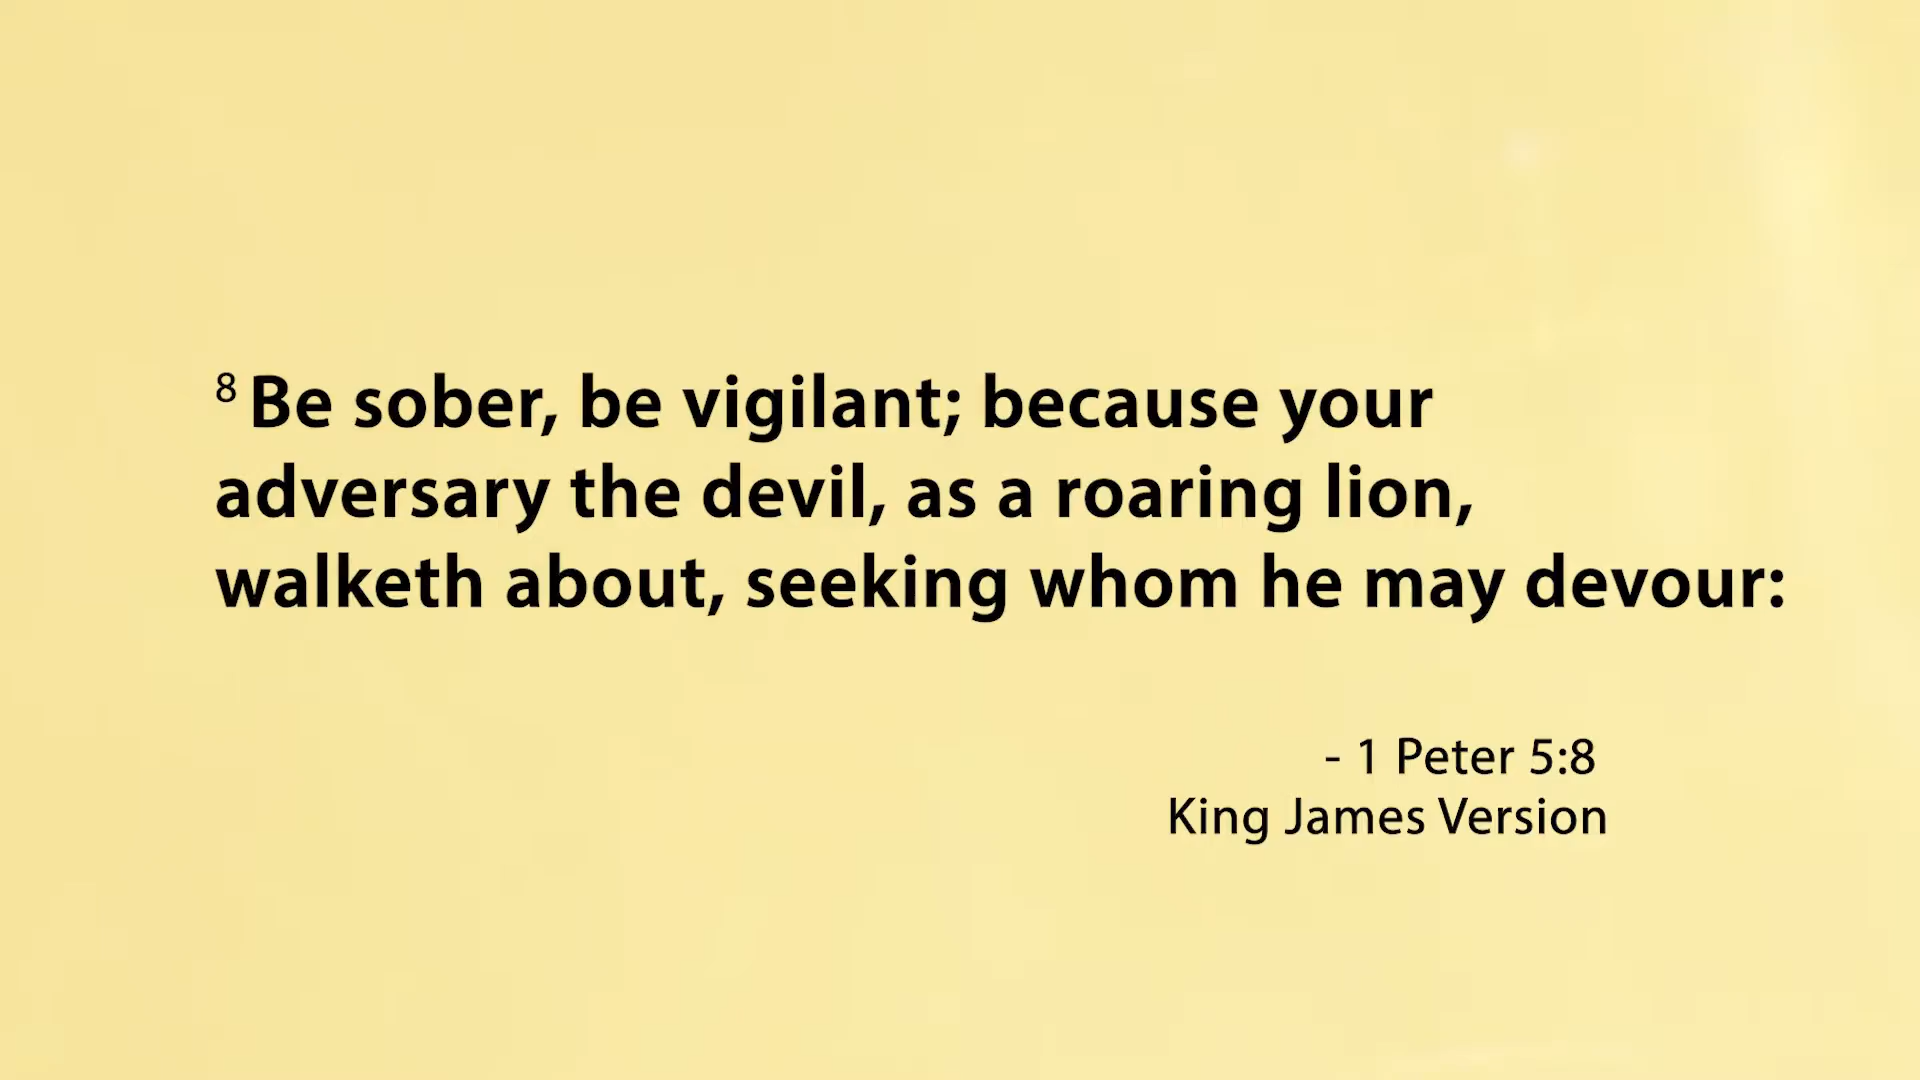 8 Be sober, be vigilant; because your
adversary the devil, as a roaring lion,
walketh about, seeking whom he may devour:
- 1 Peter 5:8
King James Version